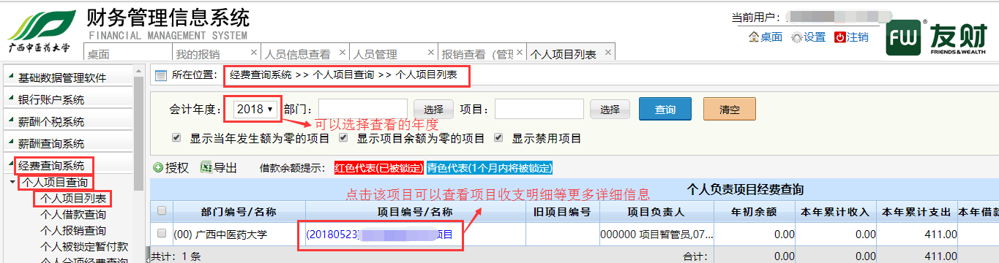 财务管理信息系统
FINANCIAL MANAGEMENT SYSTEM
广西中医药大学
当前用户：
桌面 设置 注销
FW® 友财
FRIENDS&WEALTH
桌面 我的报销 人员信息查看 人员管理 报销查看（管理 个人项目列表
基础数据管理软件
银行账户系统
薪酬个税系统
薪酬查询系统
经费查询系统
个人项目查询
个人项目列表
个人借款查询
个人报销查询
个人被锁定暂付款
个人分项经费查询
所在位置： 经费查询系统 >> 个人项目查询 >> 个人项目列表
会计年度： 2018 部门： 选择 项目： 选择 查询 清空
可以选择查看的年度
显示当年发生额为零的项目 显示项目余额为零的项目 显示禁用项目
授权 导出 借款余额提示： 红色代表(已被锁定) 青色代表(1个月内将被锁定)
点击该项目可以查看项目收支明细等更多详细信息
个人负责项目经费查询
部门编号/名称 项目编号/名称 旧项目编号 项目负责人 年初余额 本年累计收入 本年累计支出 本年借款
(00) 广西中医药大学 (20180523) 项目 000000 项目暂管员,07... 0.00 0.00 411.00
共计：1 条 合计： 0.00 0.00 411.00